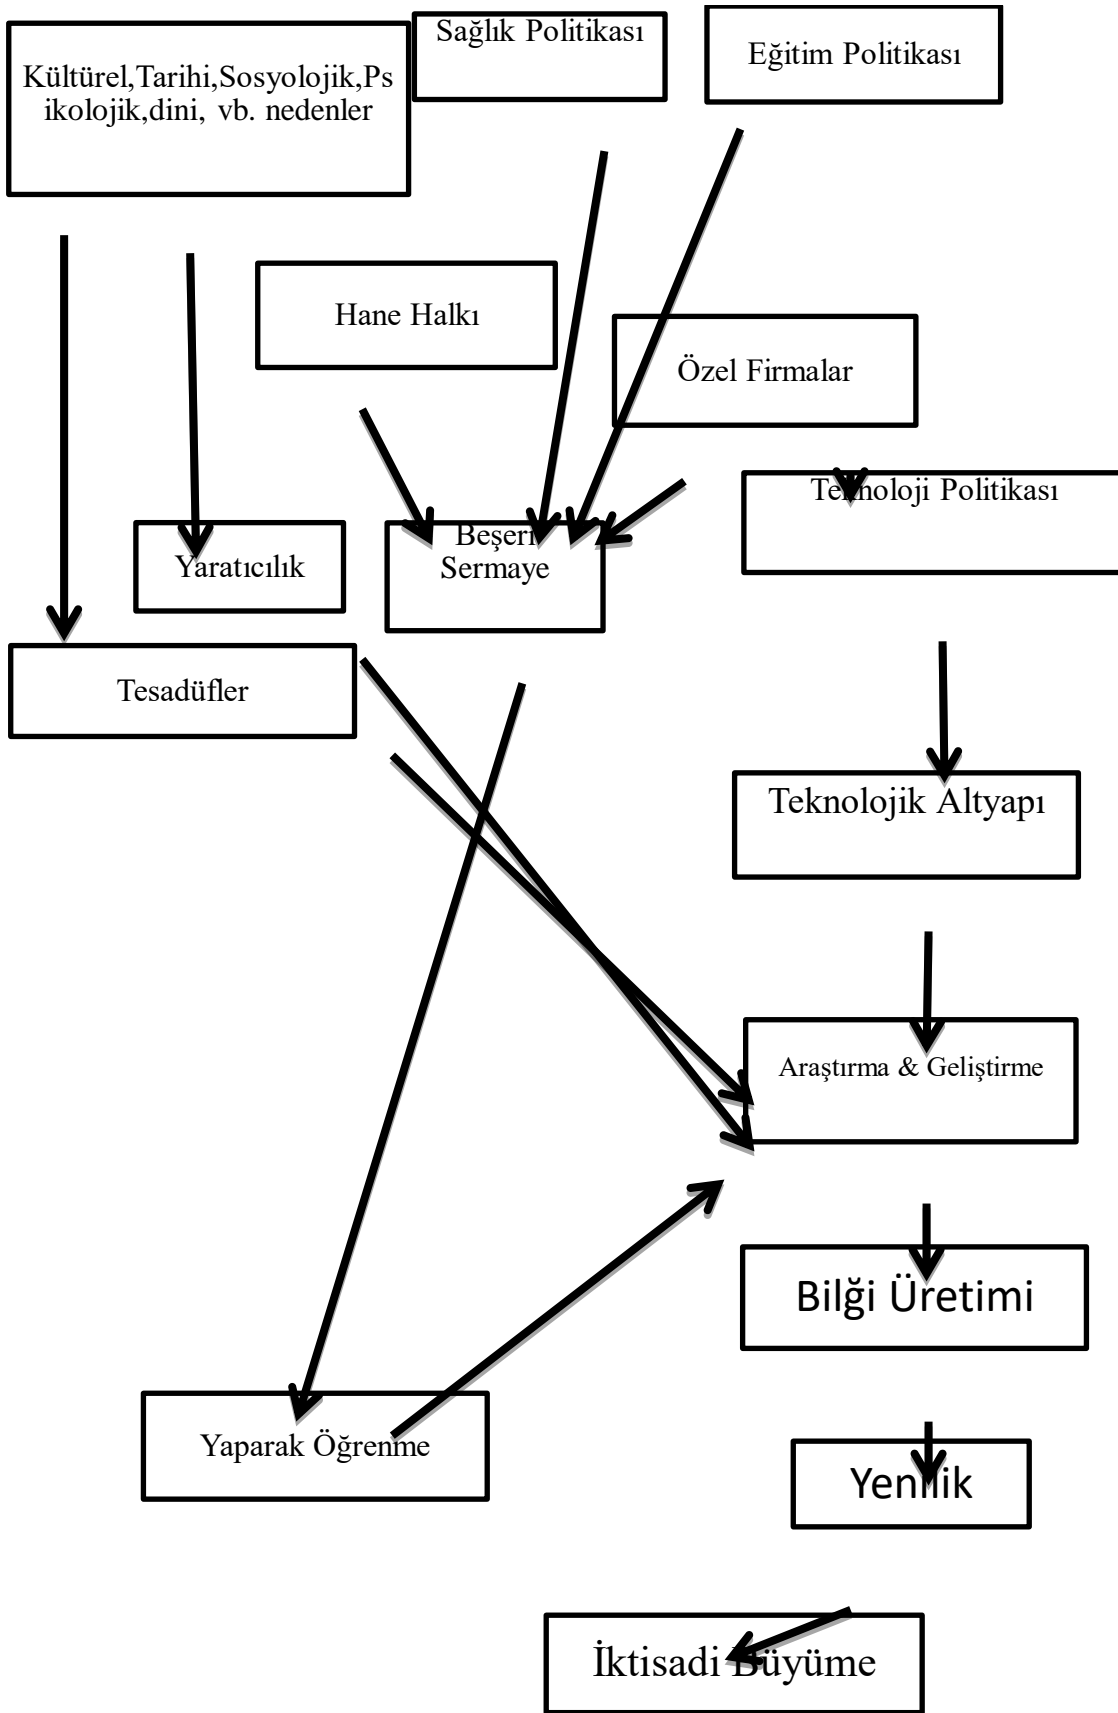 Kültürel,Tarihi,Sosyolojik,Ps
ikolojik,dini, vb. nedenler
Sağlık Politikası
Eğitim Politikası
Hane Halkı
Özel Firmalar
Teknoloji Politikası
Yaratıcılık
Beşeri
Sermaye
Tesadüfler
Teknolojik Altyapı
Araştırma & Geliştirme
Bilği Üretimi
Yaparak Öğrenme
Yenilik
İktisadi Büyüme